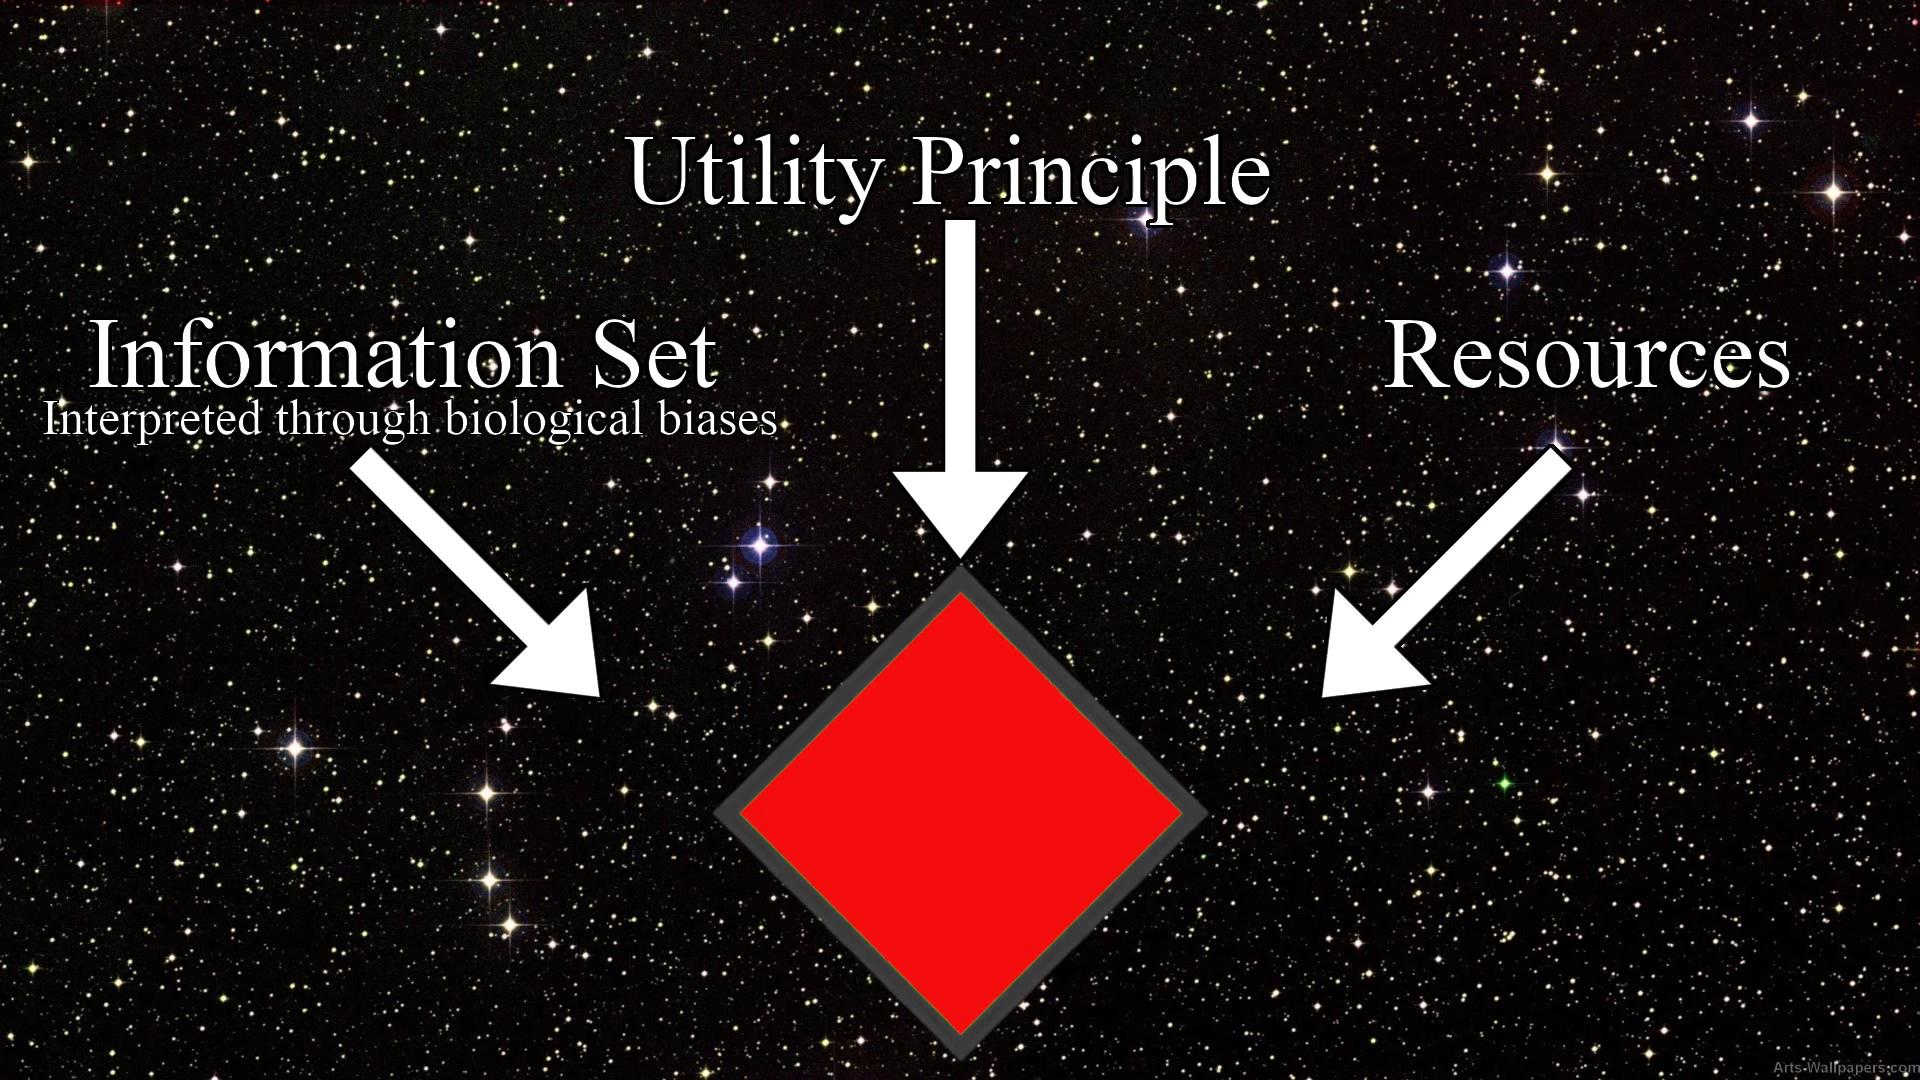 Utility Principle
Information Set
Interpreted through biological biases
Resources
Arts-Wallpapers.com